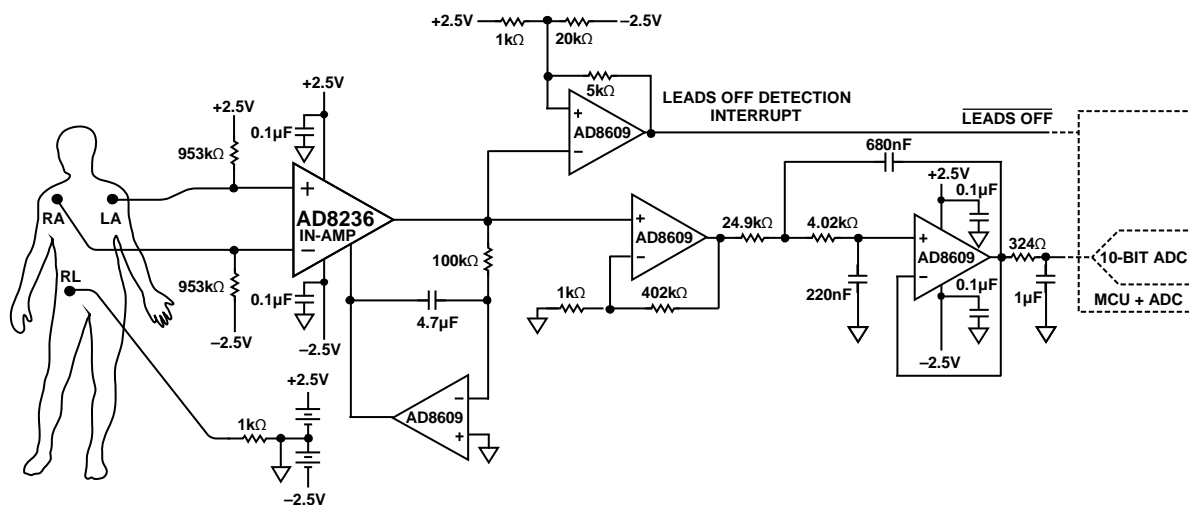 +2.5V
1kΩ
20kΩ
–2.5V
5kΩ
+
–
AD8609
LEADS OFF DETECTION
INTERRUPT
LEADS OFF
+2.5V
+2.5V
0.1µF
953kΩ
+
AD8236
IN-AMP
–
RA
LA
RL
953kΩ
0.1µF
–2.5V
–2.5V
100kΩ
4.7µF
+2.5V
1kΩ
–2.5V
–
AD8609
+
+
AD8609
–
1kΩ
402kΩ
24.9kΩ
4.02kΩ
680nF
220nF
+2.5V
0.1µF
+
AD8609
–
0.1µF
–2.5V
324Ω
1µF
10-BIT ADC
MCU + ADC